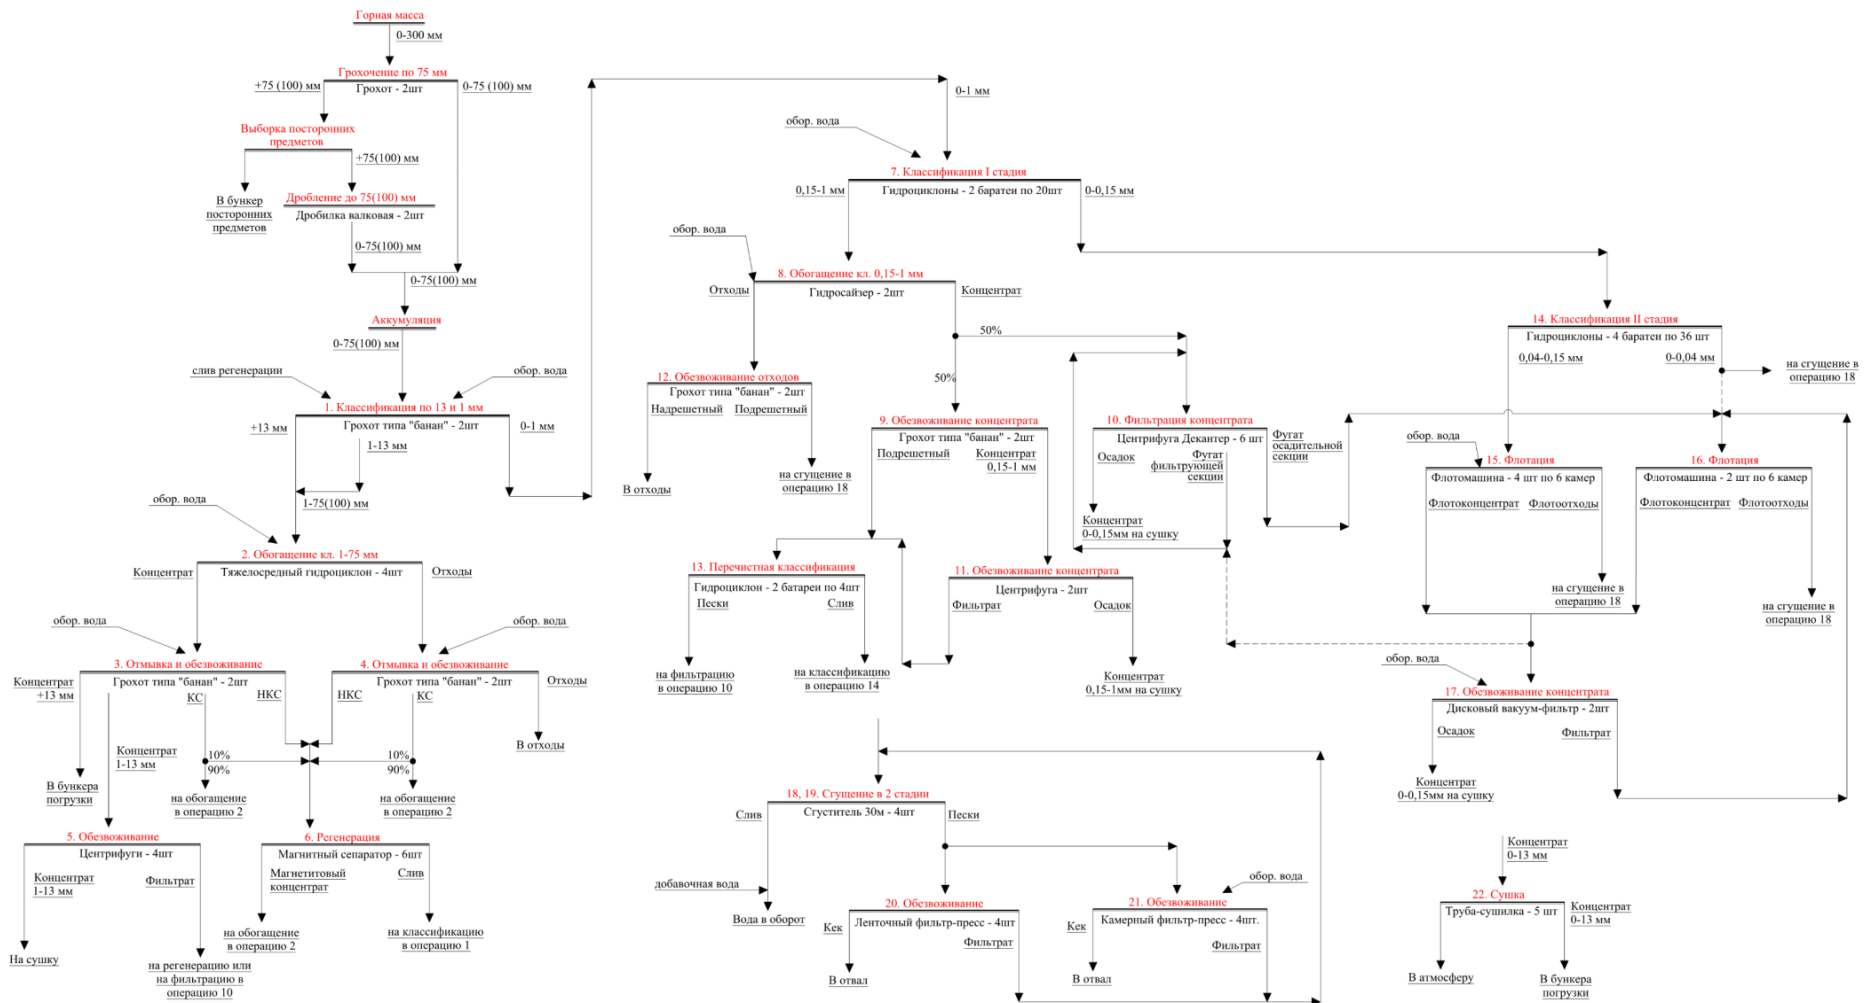 Горная масса
0-300 мм
Грохочение по 75 мм
+75 (100) мм
Грохот - 2шт
0-75 (100) мм
Выборка посторонних
предметов
+75(100) мм
В бункер
посторонних
предметов
Дробление до 75(100) мм
Дробилка валковая - 2шт
0-75(100) мм
0-75(100) мм
Аккумуляция
0-75(100) мм
слив регенерации
обор. вода
1. Классификация по 13 и 1 мм
+13 мм
Грохот типа "банан" - 2шт
0-1 мм
1-13 мм
1-75(100) мм
обор. вода
2. Обогащение кл. 1-75 мм
Концентрат
Тяжелосредный гидроциклон - 4шт
Отходы
обор. вода
обор. вода
3. Отмывка и обезвоживание
Концентрат
+13 мм
Грохот типа "банан" - 2шт
КС
НКС
4. Отмывка и обезвоживание
Грохот типа "банан" - 2шт
НКС
КС
Отходы
В отходы
Концентрат
1-13 мм
10%
90%
10%
90%
В бункера
погрузки
на обогащение
в операцию 2
на обогащение
в операцию 2
5. Обезвоживание
Центрифуги - 4шт
Концентрат
1-13 мм
Фильтрат
На сушку
на регенерацию или
на фильтрацию в
операцию 10
6. Регенерация
Магнитный сепаратор - 6шт
Магнетитовый
концентрат
Слив
на обогащение
в операцию 2
на классификацию
в операцию 1
0-1 мм
обор. вода
7. Классификация I стадия
0,15-1 мм
Гидроциклоны - 2 баратеи по 20шт
0-0,15 мм
обор. вода
8. Обогащение кл. 0,15-1 мм
Отходы
Гидросайзер - 2шт
Концентрат
50%
50%
12. Обезвоживание отходов
Грохот типа "банан" - 2шт
Надрешетный
Подрешетный
В отходы
на сгущение в
операцию 18
9. Обезвоживание концентрата
Грохот типа "банан" - 2шт
Подрешетный
Концентрат
0,15-1 мм
10. Фильтрация концентрата
Центрифуга Декантер - 6 шт
Осадок
Фугат
фильтрующей
секции
Фугат
осадительной
секции
Концентрат
0-0,15мм на сушку
13. Перечистная классификация
Гидроциклон - 2 батареи по 4шт
Пески
Слив
на фильтрацию
в операцию 10
на классификацию
в операцию 14
11. Обезвоживание концентрата
Центрифуга - 2шт
Фильтрат
Осадок
Концентрат
0,15-1мм на сушку
14. Классификация II стадия
Гидроциклоны - 4 баратеи по 36 шт
0,04-0,15 мм
0-0,04 мм
на сгущение в
операцию 18
обор. вода
15. Флотация
Флотомашина - 4 шт по 6 камер
Флотоконцентрат
Флотоотходы
на сгущение в
операцию 18
16. Флотация
Флотомашина - 2 шт по 6 камер
Флотоконцентрат
Флотоотходы
на сгущение в
операцию 18
обор. вода
17. Обезвоживание концентрата
Дисковый вакуум-фильтр - 2шт
Осадок
Фильтрат
Концентрат
0-0,15мм на сушку
18, 19. Сгущение в 2 стадии
Слив
Сгуститель 30м - 4шт
Пески
добавочная вода
Вода в оборот
20. Обезвоживание
Кек
Ленточный фильтр-пресс - 4шт
Фильтрат
В отвал
обор. вода
21. Обезвоживание
Кек
Камерный фильтр-пресс - 4шт.
Фильтрат
В отвал
Концентрат
0-13 мм
22. Сушка
Труба-сушилка - 5 шт
Концентрат
0-13 мм
В атмосферу
В бункера
погрузки